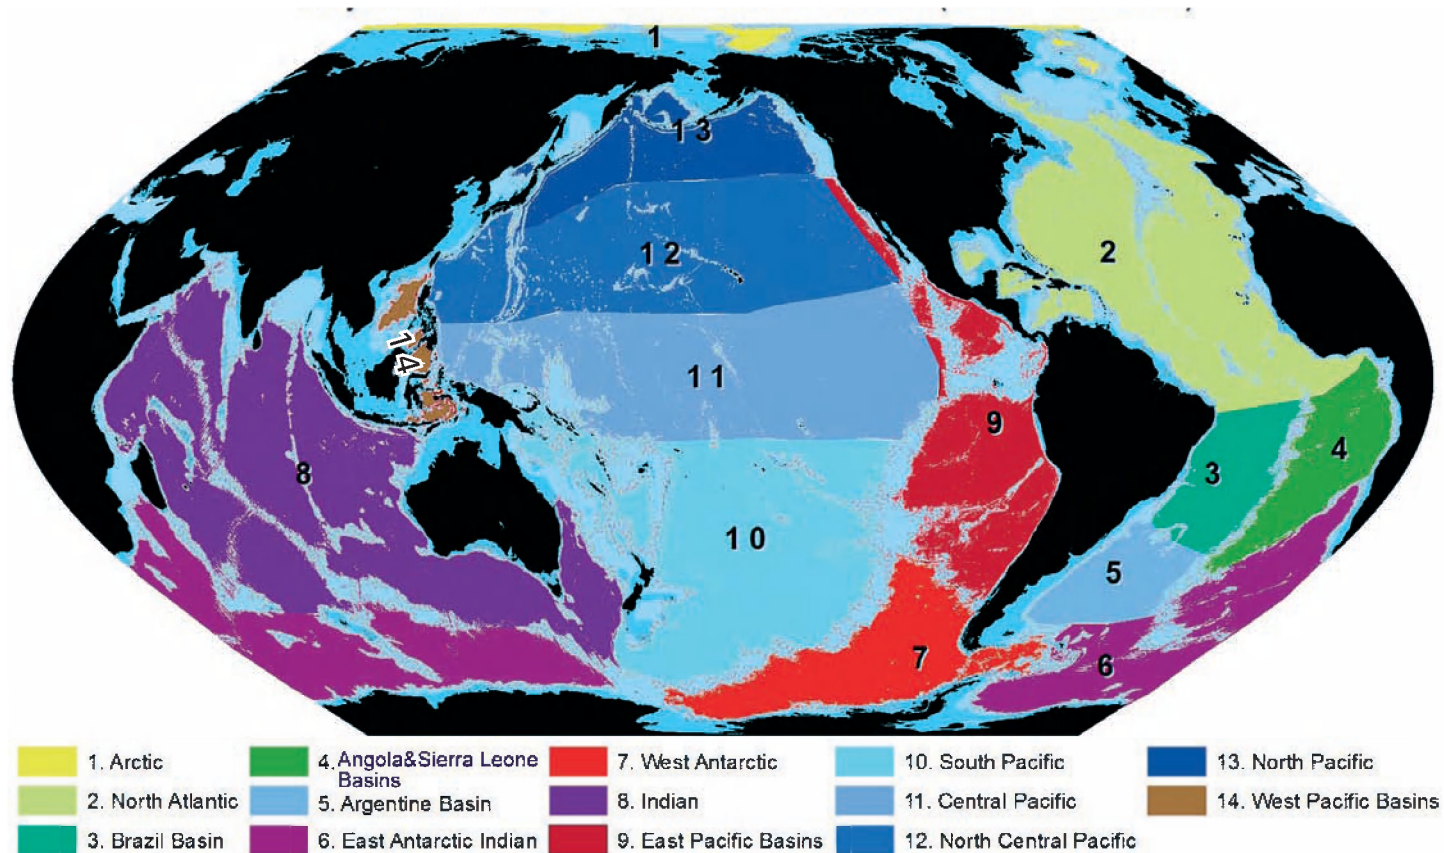 1
13
12
2
14
11
9
8
4
3
10
5
7
6
1. Arctic
2. North Atlantic
3. Brazil Basin
4. Angola&Sierra Leone
Basins
5. Argentine Basin
6. East Antarctic Indian
7. West Antarctic
8. Indian
9. East Pacific Basins
10. South Pacific
11. Central Pacific
12. North Central Pacific
13. North Pacific
14. West Pacific Basins